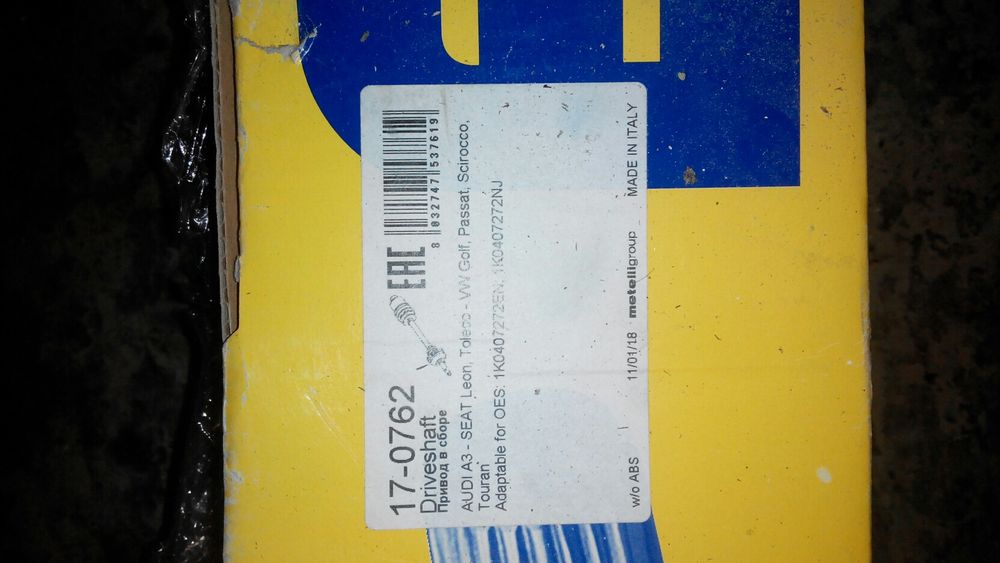 17-0762
Driveshaft
Привод в сборе
EAC
8 032747 537619
AUDI A3 - SEAT Leon, Toledo - VW Golf, Passat, Scirocco,
Touran
Adaptable for OES: 1K0407272EN; 1K0407272NJ
w/o ABS 11/01/18 metelligroup MADE IN ITALY